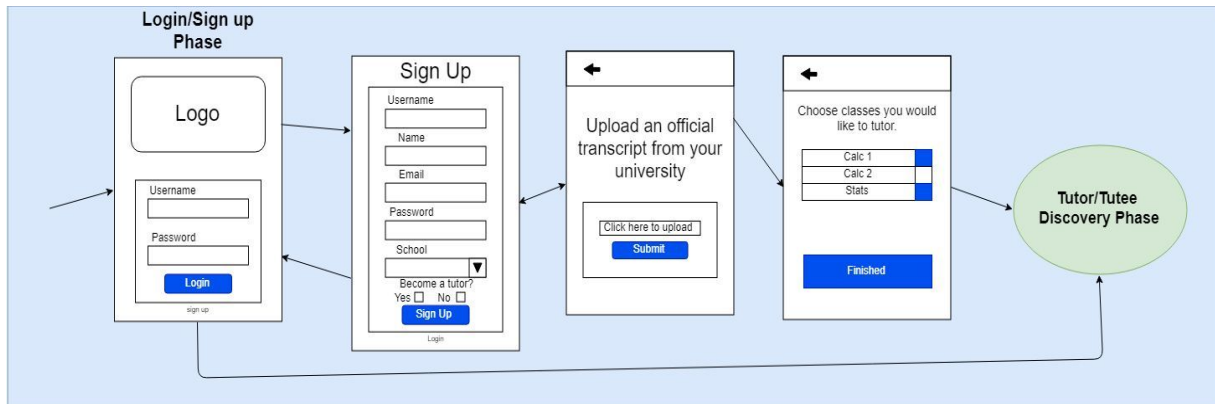 Login/Sign up
Phase
Logo
Username
Password
Login
sign up
Sign Up
Username
Name
Email
Password
School
Become a tutor?
Yes No
Sign Up
Login
Upload an official
transcript from your
university
Click here to upload
Submit
Choose classes you would
like to tutor.
Calc 1
Calc 2
Stats
Finished
Tutor/Tutee
Discovery Phase